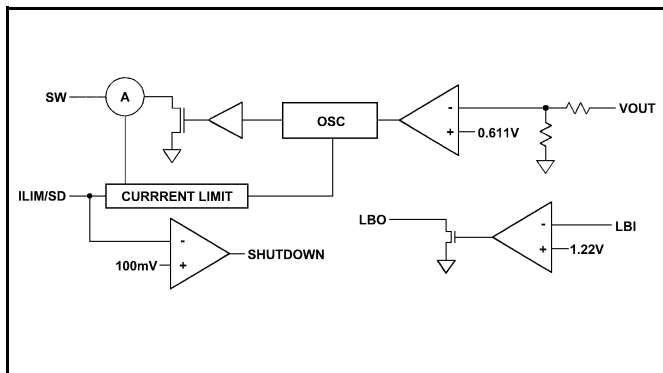 SW
A
OSC
-
+
0.611V
VOUT
ILIM/SD
CURRRENT LIMIT
-
+
100mV
SHUTDOWN
LBO
-
+
1.22V
LBI